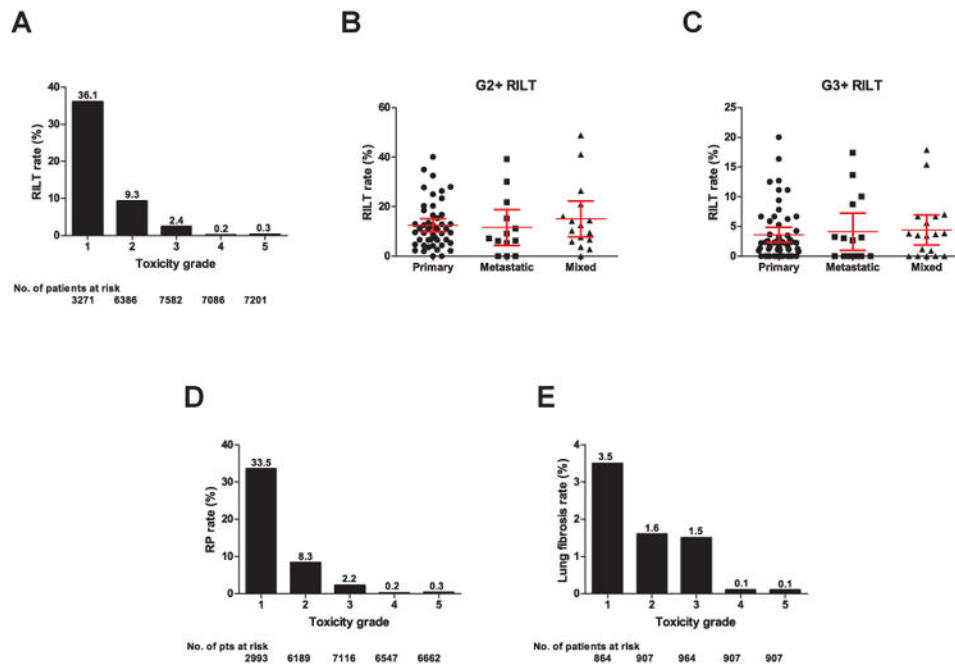 A
RILT rate (%)
40
30
20
10
0
36.1
9.3
2.4
0.2
0.3
1 2 3 4 5
Toxicity grade
No. of patients at risk
3271 6386 7582 7086 7201
B
G2+ RILT
RILT rate (%)
60
40
20
0
Primary Metastatic Mixed
C
G3+ RILT
RILT rate (%)
25
20
15
10
5
0
Primary Metastatic Mixed
D
RP rate (%)
40
30
20
10
0
33.5
8.3
2.2
0.2
0.3
1 2 3 4 5
Toxicity grade
No. of pts at risk
2993 6189 7116 6547 6662
E
Lung fibrosis rate (%)
4
3
2
1
0
3.5
1.6
1.5
0.1
0.1
1 2 3 4 5
Toxicity grade
No. of patients at risk
864 907 964 907 907